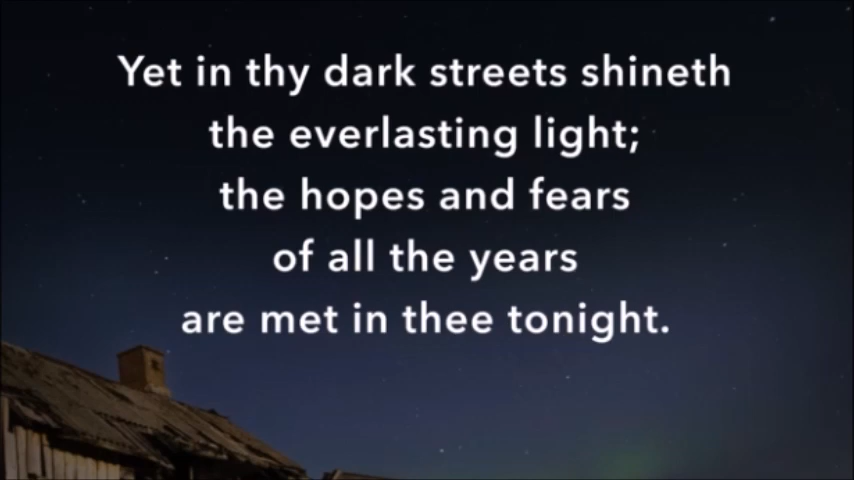 Yet in thy dark streets shineth
the everlasting light;
the hopes and fears
of all the years
are met in thee tonight.